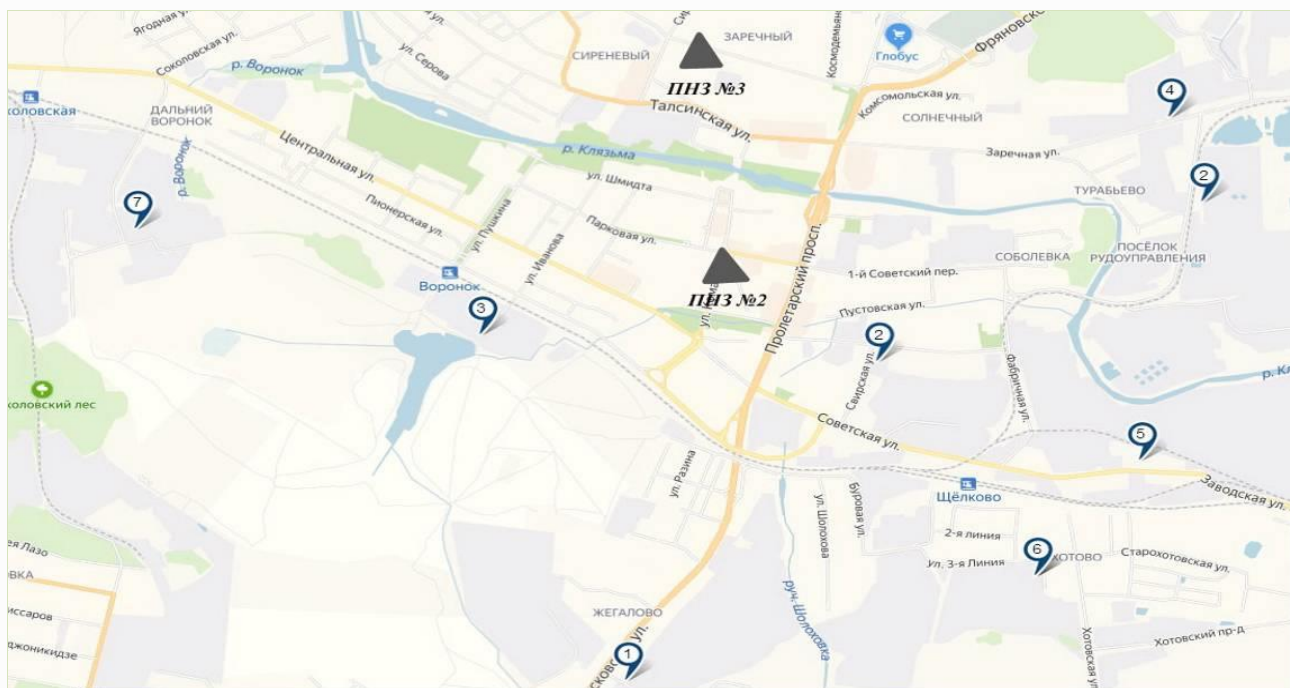 Ягодная ул.
Соколовская ул.
р. Воронок
ул. Серова
СИРЕНЕВЫЙ
ЗАРЕЧНЫЙ
ПНЗ №3
Талсинская ул.
Глобус
Комсомольская ул.
СОЛНЕЧНЫЙ
4
ДАЛЬНИЙ
ВОРОНОК
р. Воронок
Центральная ул.
р. Клязьма
Заречная ул.
7
Пионерская ул.
ул. Пушкина
ул. Шмидта
ТУРАБЬЕВО
2
Парковая ул.
ул. Иванова
Пролетарский просп.
СОБОЛЕВКА
ПОСЁЛОК
РУДОУПРАВЛЕНИЯ
1-й Советский пер.
Воронок
ПНЗ №2
3
Пустовская ул.
2
Свирская ул.
Фабричная ул.
Советская ул.
5
Заводская ул.
ул. Разина
Щёлково
ул. Шолохова
Буровая ул.
2-я линия
ул. 3-я Линия
6
Старохотовская ул.
руч. Шолоховка
ЖЕГАЛОВО
1
Хотовский пр-д
Хотовская ул.